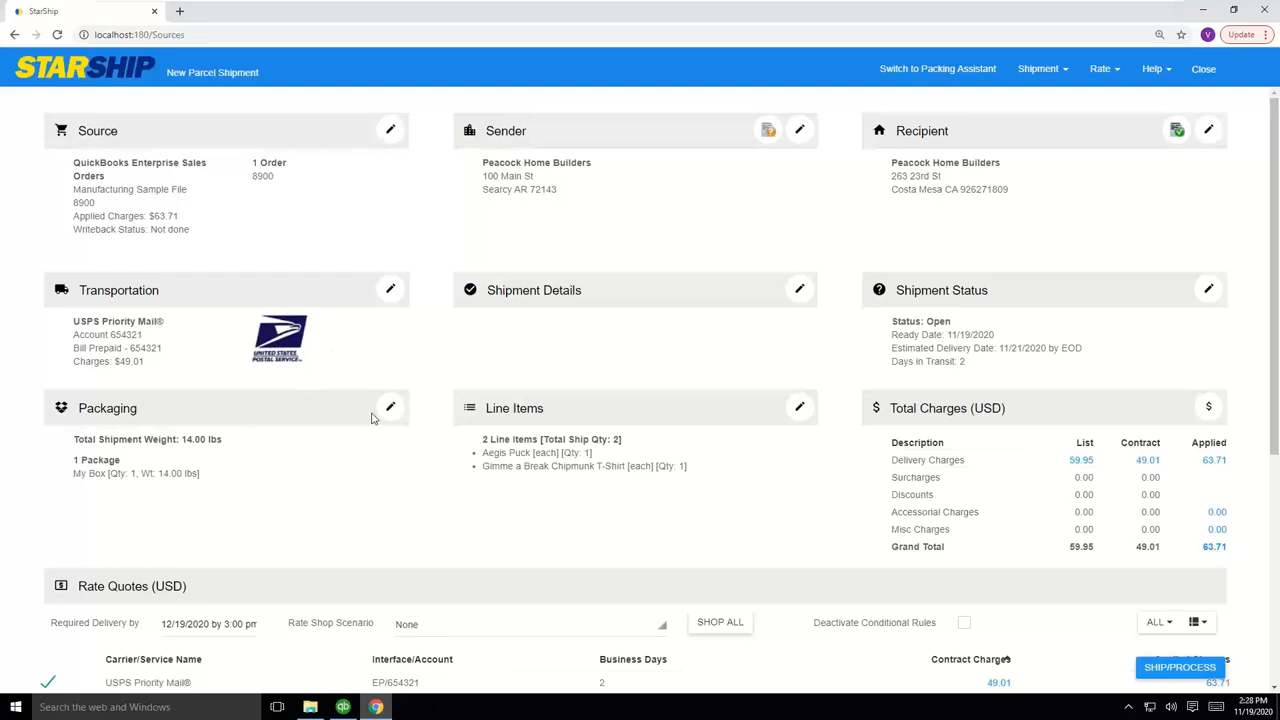 StarShip
localhost:180/Sources
V
Update
STARSHIP
New Parcel Shipment
Switch to Packing Assistant
Shipment
Rate
Help
Close
Source
Sender
Recipient
QuickBooks Enterprise Sales Orders
Manufacturing Sample File
8900
Applied Charges: $63.71
Writeback Status: Not done
1 Order
8900
Peacock Home Builders
100 Main St
Searcy AR 72143
Peacock Home Builders
263 23rd St
Costa Mesa CA 926271809
Transportation
Shipment Details
Shipment Status
USPS Priority Mail®
Account 654321
Bill Prepaid - 654321
Charges: $49.01
UNITED STATES
POSTAL SERVICE
Status: Open
Ready Date: 11/19/2020
Estimated Delivery Date: 11/21/2020 by EOD
Days in Transit: 2
Packaging
Line Items
$ Total Charges (USD) $
Total Shipment Weight: 14.00 lbs
1 Package
My Box [Qty: 1, Wt: 14.00 lbs]
2 Line Items [Total Ship Qty: 2]
• Aegis Puck [each] [Qty: 1]
• Gimme a Break Chipmunk T-Shirt [each] [Qty: 1]
Description List Contract Applied
Delivery Charges 59.95 49.01 63.71
Surcharges 0.00 0.00
Discounts 0.00 0.00
Accessorial Charges 0.00 0.00 0.00
Misc Charges 0.00 0.00 0.00
Grand Total 59.95 49.01 63.71
Rate Quotes (USD)
Required Delivery by 12/19/2020 by 3:00 pm
Rate Shop Scenario None
SHOP ALL
Deactivate Conditional Rules
ALL
Carrier/Service Name Interface/Account Business Days Contract Charges
SHIP/PROCESS
USPS Priority Mail® EP/654321 2 49.01 63.71
Search the web and Windows
qb
2:28 PM
11/19/2020